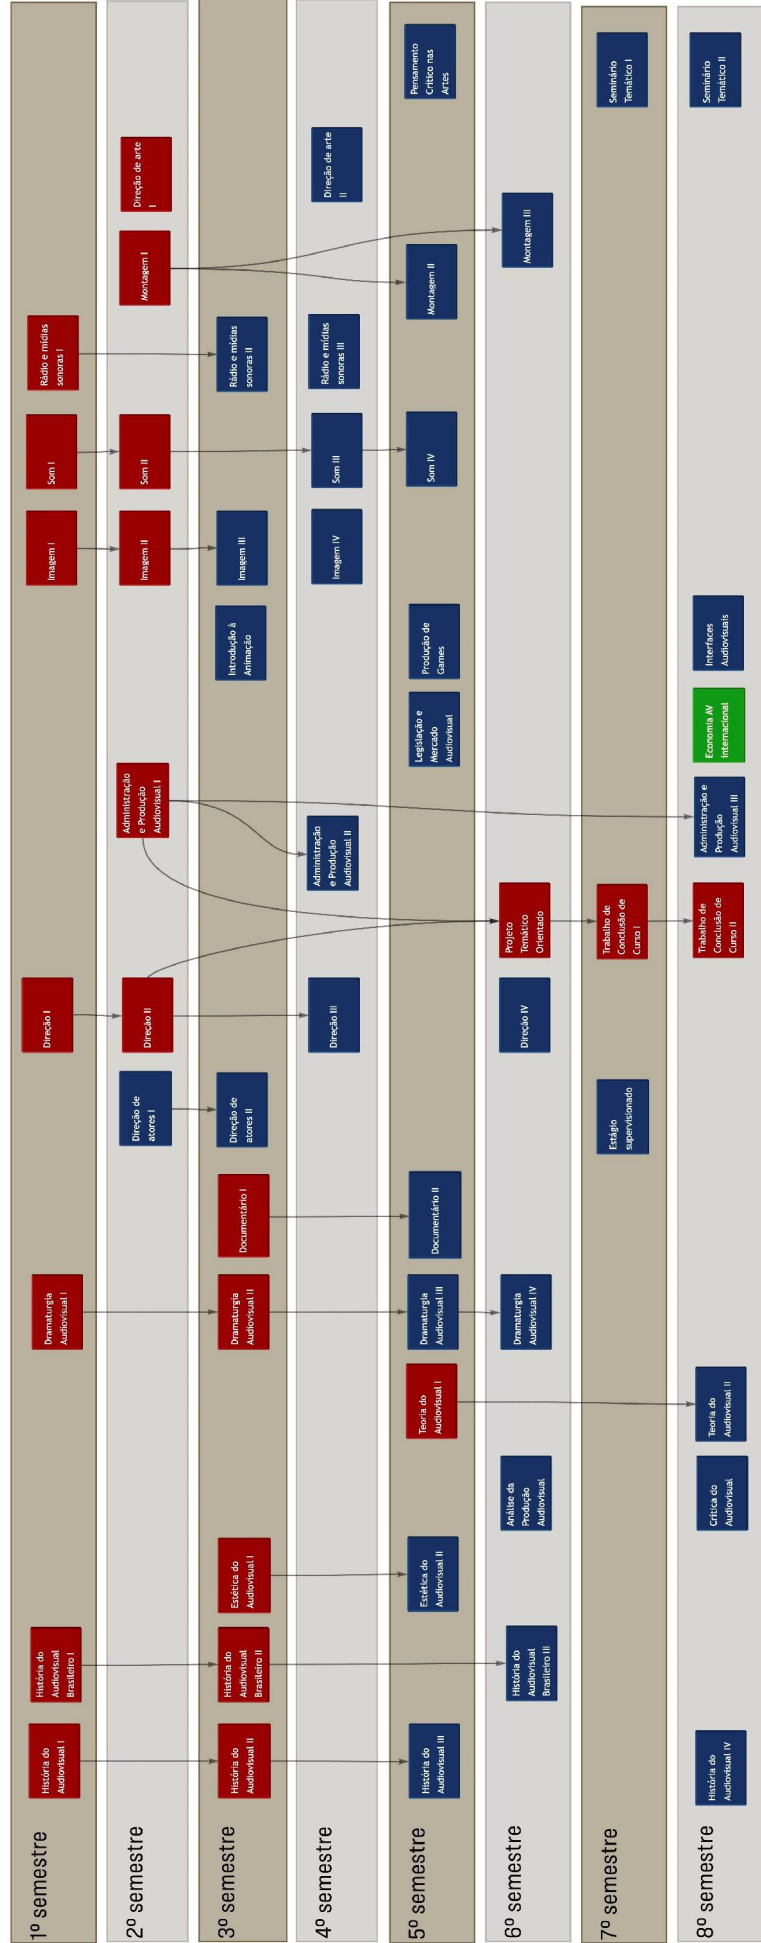 1º semestre
História do
Audiovisual I
História do
Audiovisual
Brasileiro I
Dramaturgia
Audiovisual I
Direção I
Imagem I
Som I
Rádio e mídias
sonoras I
2º semestre
Direção de
atores I
Direção II
Administração
e Produção
Audiovisual I
Imagem II
Som II
Montagem I
Direção de arte
I
3º semestre
História do
Audiovisual II
História do
Audiovisual
Brasileiro II
Estética do
Audiovisual I
Dramaturgia
Audiovisual II
Documentário I
Direção de
atores II
Introdução à
Animação
Imagem III
Rádio e mídias
sonoras II
4º semestre
Direção III
Administração
e Produção
Audiovisual II
Imagem IV
Som III
Rádio e mídias
sonoras III
Direção de arte
II
5º semestre
História do
Audiovisual III
Estética do
Audiovisual II
Teoria do
Audiovisual I
Dramaturgia
Audiovisual III
Documentário II
Legislação e
Mercado
Audiovisual
Produção de
Games
Som IV
Montagem II
Pensamento
Crítico nas
Artes
6º semestre
História do
Audiovisual
Brasileiro III
Análise da
Produção
Audiovisual
Dramaturgia
Audiovisual IV
Direção IV
Projeto
Temático
Orientado
Montagem III
7º semestre
Estágio
supervisionado
Trabalho de
Conclusão de
Curso I
Seminário
Temático I
8º semestre
História do
Audiovisual IV
Crítica do
Audiovisual
Teoria do
Audiovisual II
Trabalho de
Conclusão de
Curso II
Administração e
Produção
Audiovisual III
Economia AV
internacional
Interfaces
Audiovisuais
Seminário
Temático II